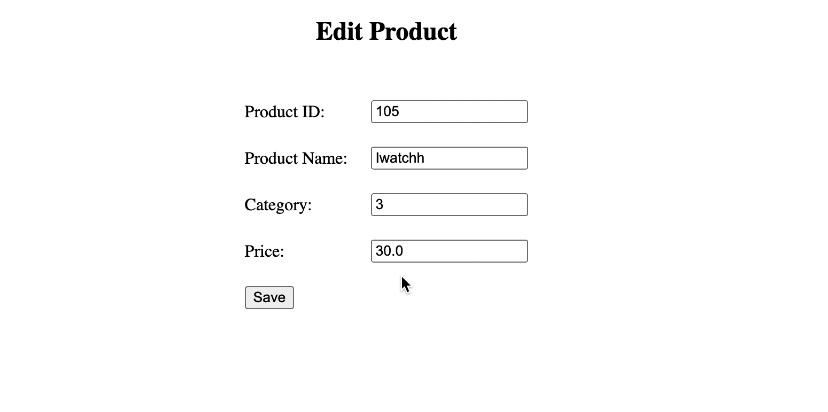 Edit Product
Product ID: 105
Product Name: Iwatchh
Category: 3
Price: 30.0
Save